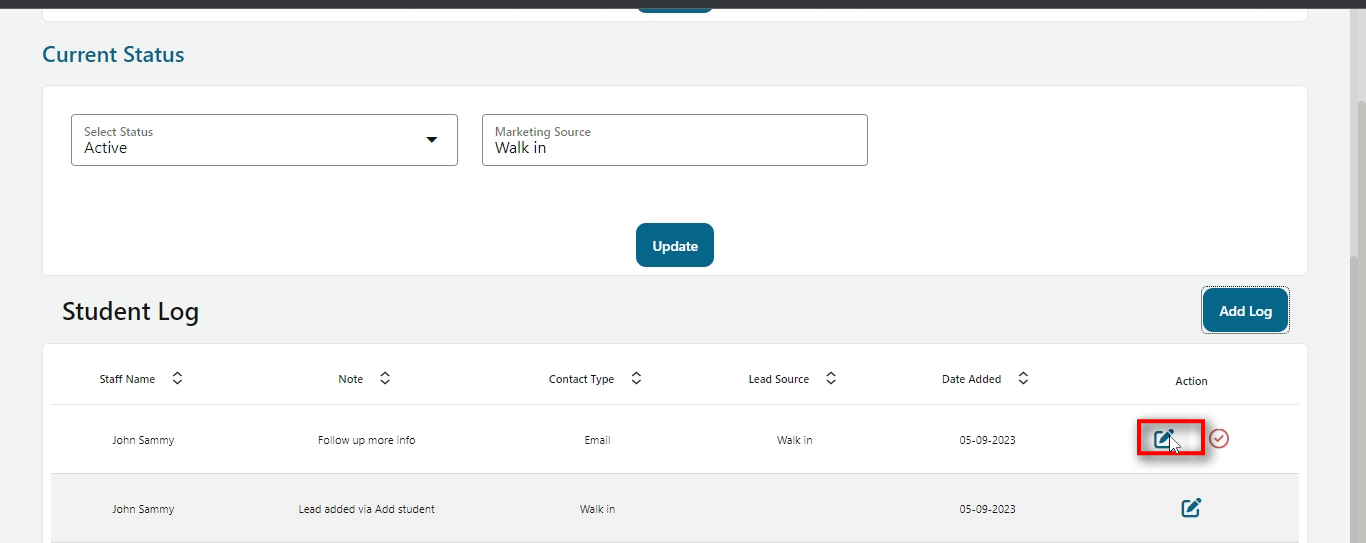 Current Status
Select Status
Active
Marketing Source
Walk in
Update
Student Log
Add Log
Staff Name Note Contact Type Lead Source Date Added Action
John Sammy Follow up more info Email Walk in 05-09-2023
John Sammy Lead added via Add student Walk in 05-09-2023